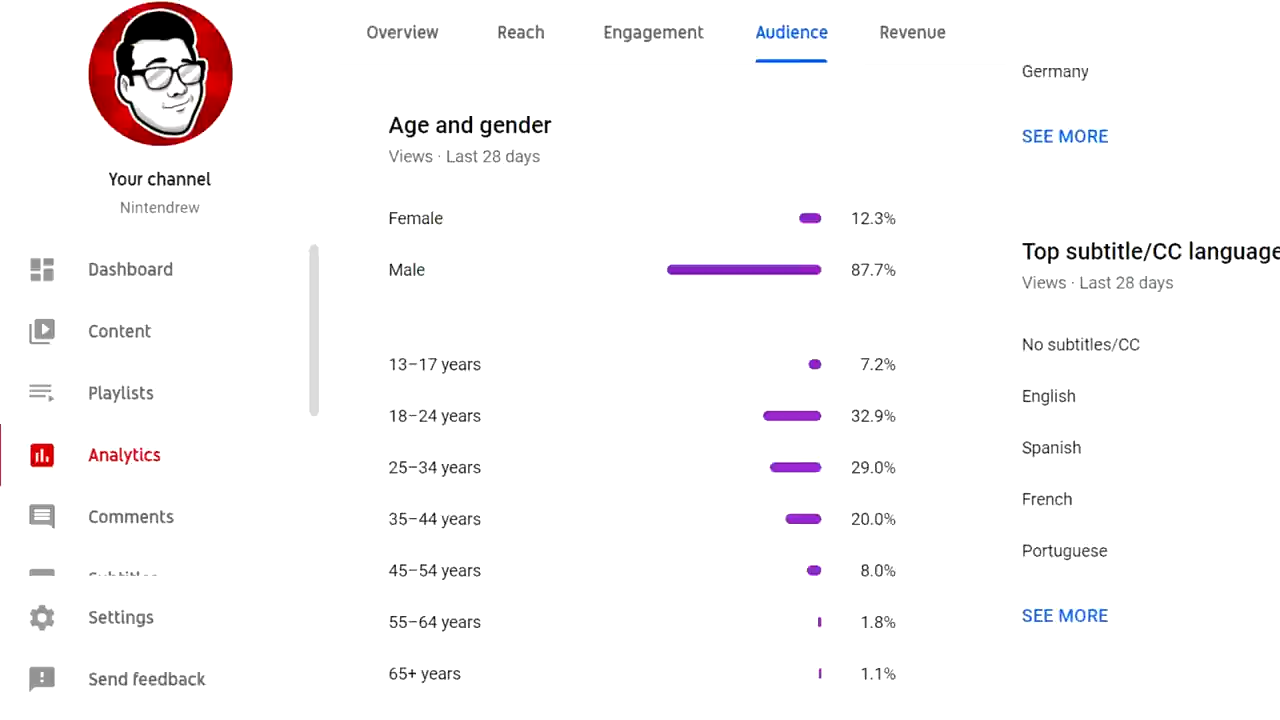 Your channel
Nintendrew
Dashboard
Content
Playlists
Analytics
Comments
Settings
Send feedback
Overview
Reach
Engagement
Audience
Revenue
Age and gender
Views · Last 28 days
Female 12.3%
Male 87.7%
13–17 years 7.2%
18–24 years 32.9%
25–34 years 29.0%
35–44 years 20.0%
45–54 years 8.0%
55–64 years 1.8%
65+ years 1.1%
Germany
SEE MORE
Top subtitle/CC language
Views · Last 28 days
No subtitles/CC
English
Spanish
French
Portuguese
SEE MORE